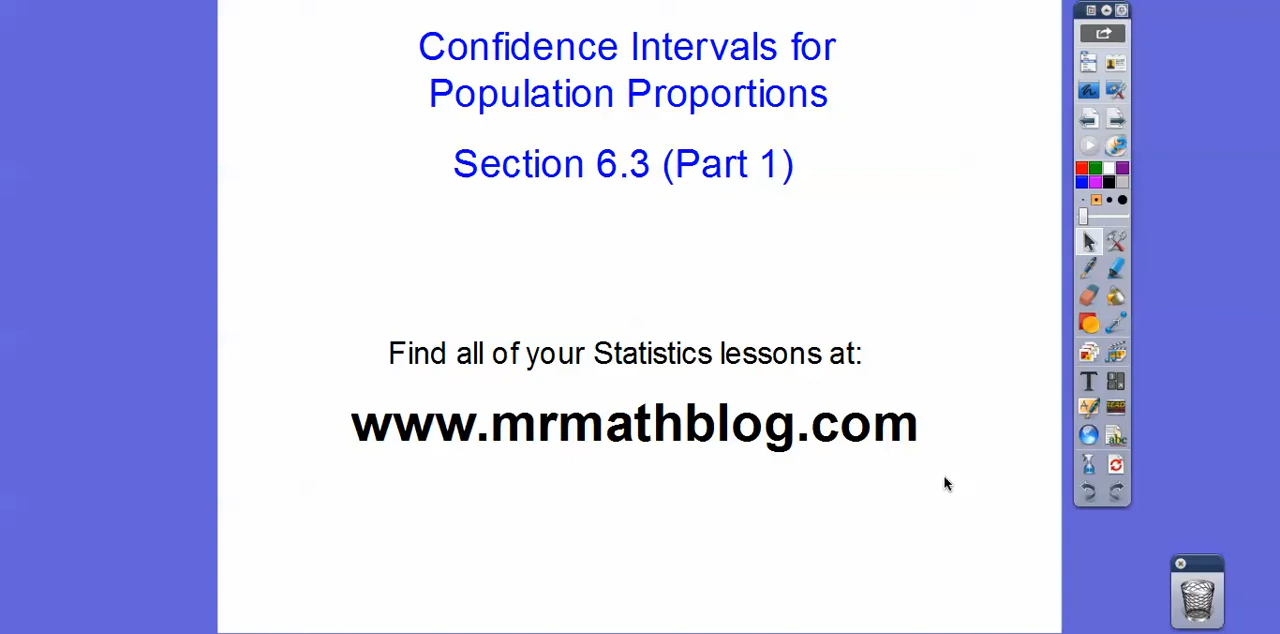 Confidence Intervals for
Population Proportions
Section 6.3 (Part 1)
Find all of your Statistics lessons at:
www.mrmathblog.com